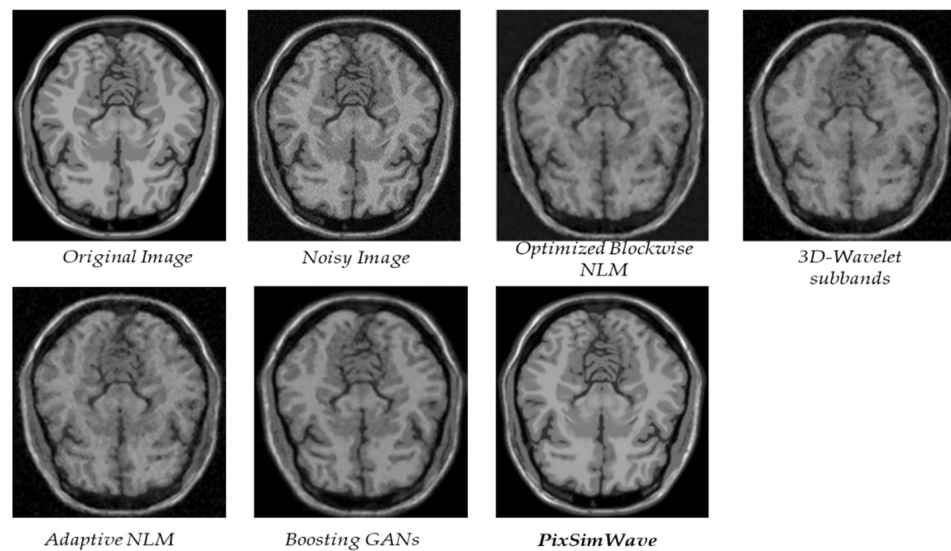 Original Image
Noisy Image
Optimized Blockwise
NLM
3D-Wavelet
subbands
Adaptive NLM
Boosting GANs
PixSimWave